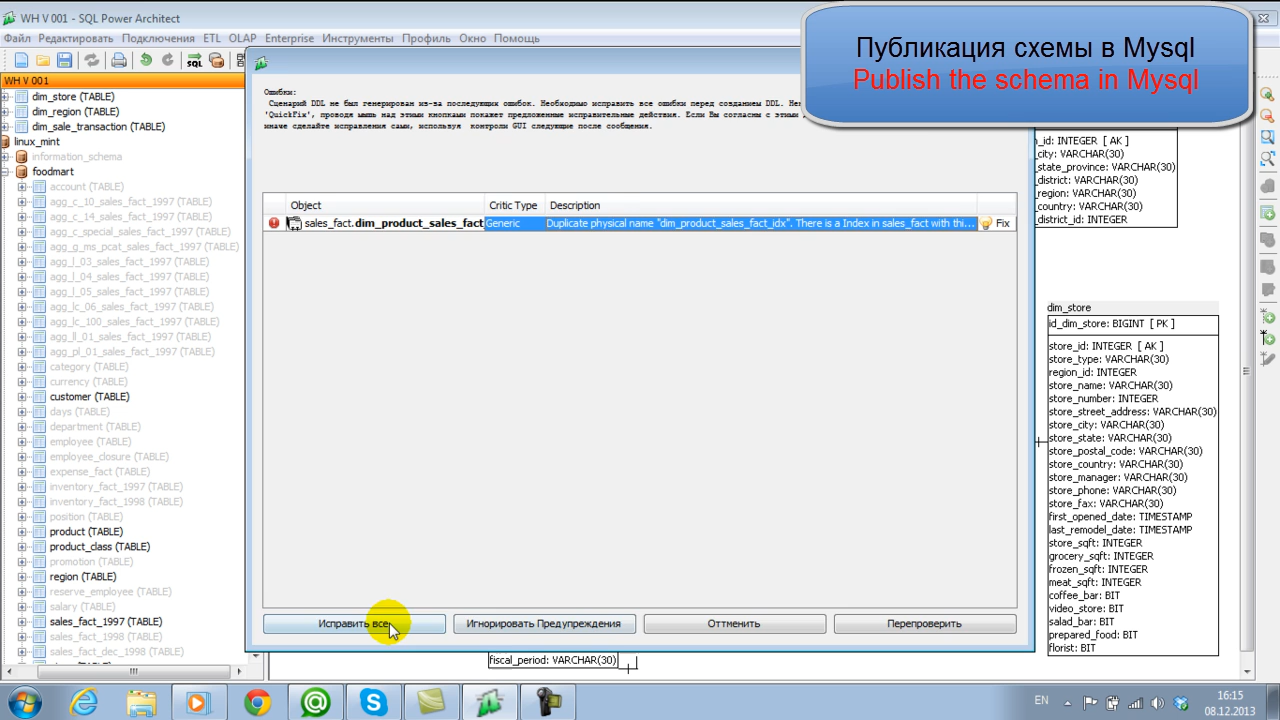 WH V 001 - SQL Power Architect
Файл Редактировать Подключения ETL OLAP Enterprise Инструменты Профиль Окно Помощь
SQL
Публикация схемы в Mysql
Publish the schema in Mysql
WH V 001
dim_store (TABLE)
dim_region (TABLE)
dim_sale_transaction (TABLE)
linux_mint
information_schema
foodmart
account (TABLE)
agg_c_10_sales_fact_1997 (TABLE)
agg_c_14_sales_fact_1997 (TABLE)
agg_c_special_sales_fact_1997 (TABLE)
agg_g_ms_pcat_sales_fact_1997 (TABLE)
agg_l_03_sales_fact_1997 (TABLE)
agg_l_04_sales_fact_1997 (TABLE)
agg_l_05_sales_fact_1997 (TABLE)
agg_lc_06_sales_fact_1997 (TABLE)
agg_lc_100_sales_fact_1997 (TABLE)
agg_ll_01_sales_fact_1997 (TABLE)
agg_pl_01_sales_fact_1997 (TABLE)
category (TABLE)
currency (TABLE)
customer (TABLE)
days (TABLE)
department (TABLE)
employee (TABLE)
employee_closure (TABLE)
expense_fact (TABLE)
inventory_fact_1997 (TABLE)
inventory_fact_1998 (TABLE)
position (TABLE)
product (TABLE)
product_class (TABLE)
promotion (TABLE)
region (TABLE)
reserve_employee (TABLE)
salary (TABLE)
sales_fact_1997 (TABLE)
sales_fact_1998 (TABLE)
sales_fact_dec_1998 (TABLE)
Ошибки:
Сценарий DDL не был генерирован из-за последующих ошибок. Необходимо исправить все ошибки перед созданием DDL.
'QuickFix', проводя мышь над этими кнопками покажет предложенные исправительные действия. Если Вы согласны с этими
иначе сделайте исправления сами, используя контроли GUI следующие после сообщения.
Object Critic Type Description
sales_fact.dim_product_sales_fact Generic Duplicate physical name "dim_product_sales_fact_idx". There is a Index in sales_fact with thi... Fix
Исправить все Игнорировать Предупреждения Оттменить Перепроверить
fiscal_period: VARCHAR(30)
_id: INTEGER [ AK ]
_city: VARCHAR(30)
_state_province: VARCHAR(30)
_district: VARCHAR(30)
_region: VARCHAR(30)
_country: VARCHAR(30)
_district_id: INTEGER
dim_store
id_dim_store: BIGINT [ PK ]
store_id: INTEGER [ AK ]
store_type: VARCHAR(30)
region_id: INTEGER
store_name: VARCHAR(30)
store_number: INTEGER
store_street_address: VARCHAR(30)
store_city: VARCHAR(30)
store_state: VARCHAR(30)
store_postal_code: VARCHAR(30)
store_country: VARCHAR(30)
store_manager: VARCHAR(30)
store_phone: VARCHAR(30)
store_fax: VARCHAR(30)
first_opened_date: TIMESTAMP
last_remodel_date: TIMESTAMP
store_sqft: INTEGER
grocery_sqft: INTEGER
frozen_sqft: INTEGER
meat_sqft: INTEGER
coffee_bar: BIT
video_store: BIT
salad_bar: BIT
prepared_food: BIT
florist: BIT
EN
16:15
08.12.2013